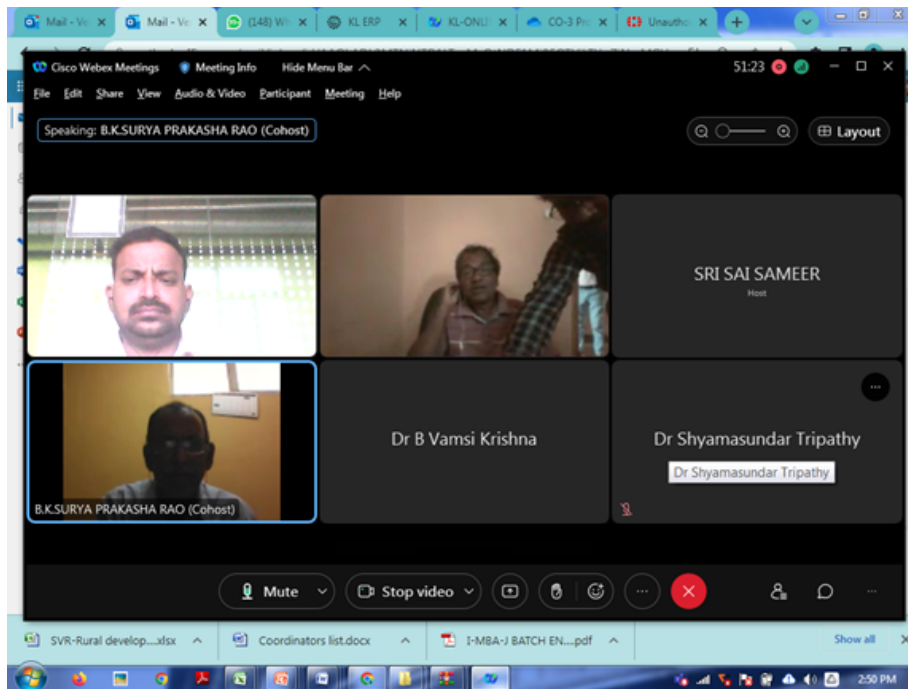 Mail - Ve
Mail - Ve
(148) Wh
KL ERP
KL-ONLI
CO-3 Pr
Unautho
Cisco Webex Meetings Meeting Info Hide Menu Bar
51:23
File Edit Share View Audio & Video Participant Meeting Help
Speaking: B.K.SURYA PRAKASHA RAO (Cohost)
Layout
SRI SAI SAMEER
Host
B.K.SURYA PRAKASHA RAO (Cohost)
Dr B Vamsi Krishna
Dr Shyamasundar Tripathy
Dr Shyamasundar Tripathy
Mute
Stop video
SVR-Rural develop....xlsx
Coordinators list.docx
I-MBA-J BATCH EN....pdf
Show all
2:50 PM